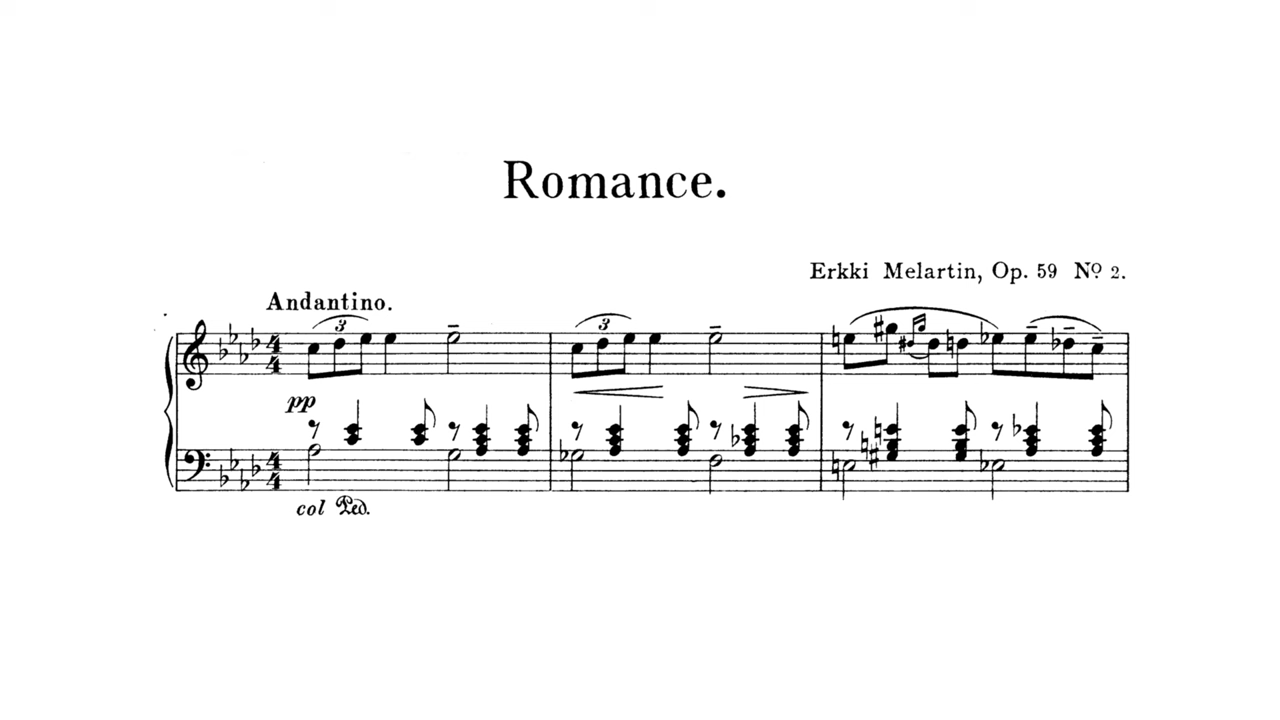 Romance.
Erkki Melartin, Op. 59 No 2.
Andantino.
3 3
pp
col Ped.